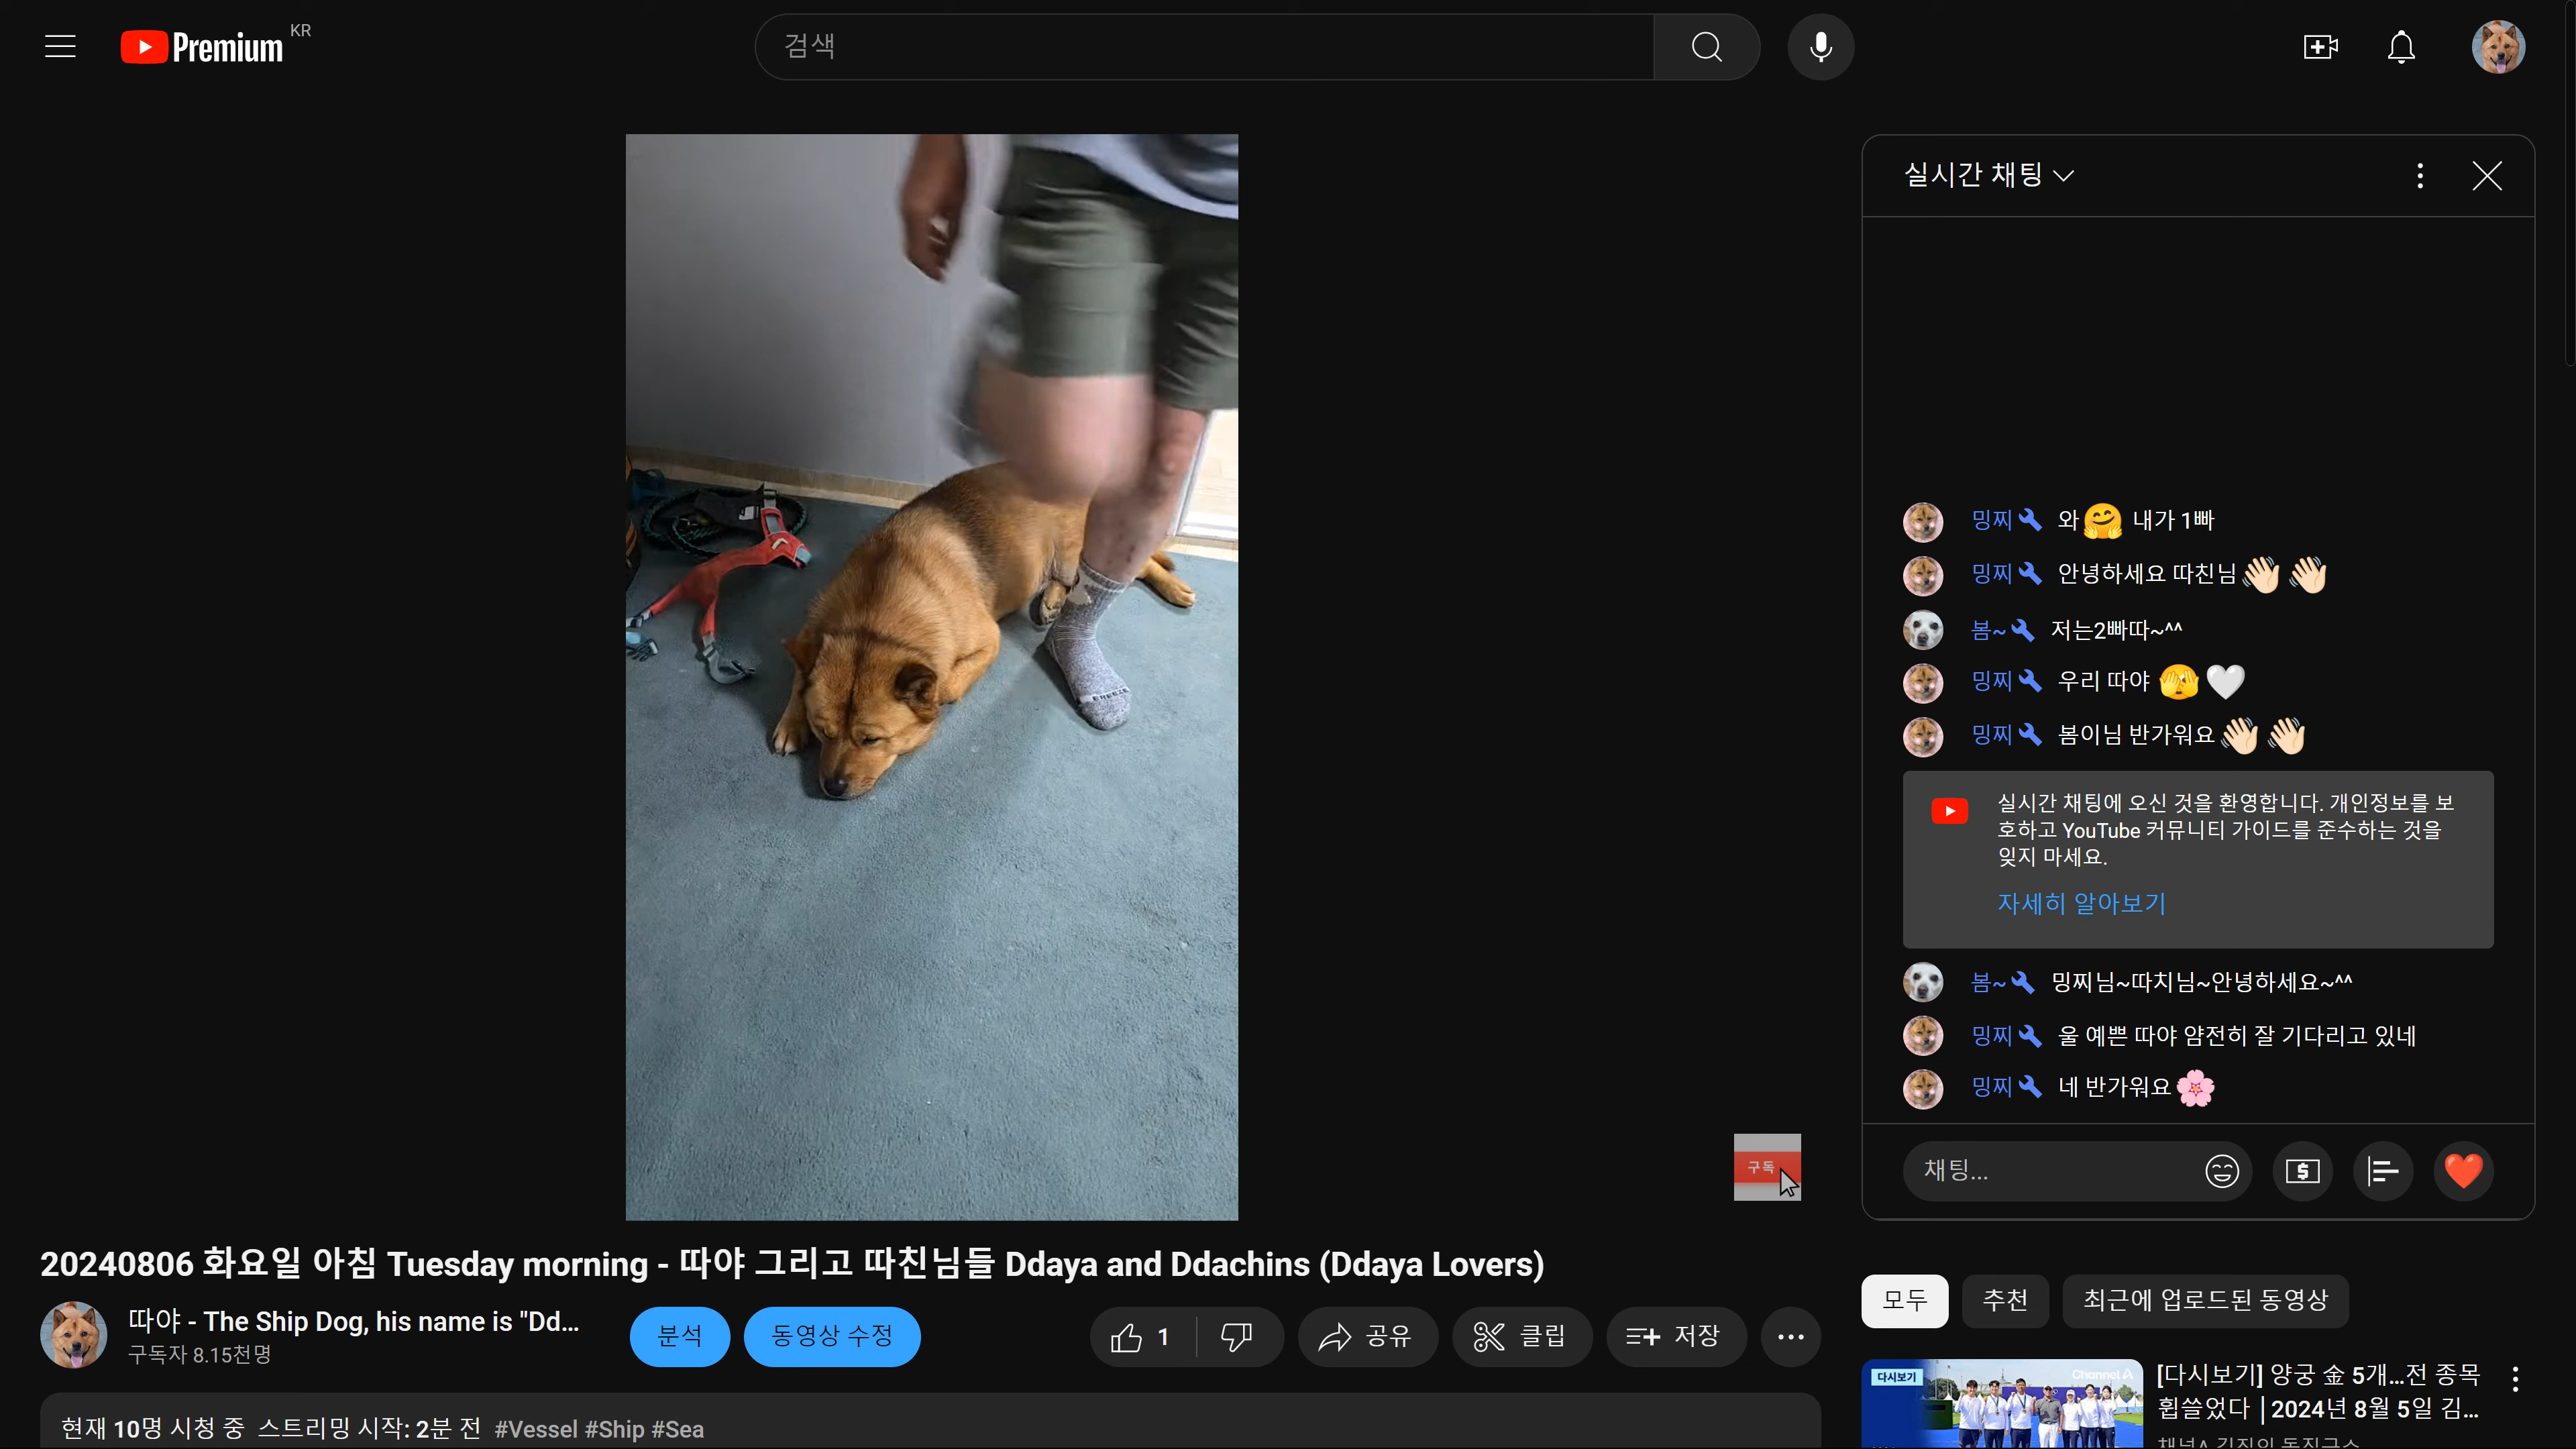 Premium KR
검색
실시간 채팅
밍찌 와🤗 내가 1빠
밍찌 안녕하세요 따친님👋🏻👋🏻
봄~ 저는2빠따~^^
밍찌 우리 따야 🫣🤍
밍찌 봄이님 반가워요👋🏻👋🏻
실시간 채팅에 오신 것을 환영합니다. 개인정보를 보
호하고 YouTube 커뮤니티 가이드를 준수하는 것을
잊지 마세요.
자세히 알아보기
봄~ 밍찌님~따치님~안녕하세요~^^
밍찌 울 예쁜 따야 얌전히 잘 기다리고 있네
밍찌 네 반가워요🌸
채팅...
구독
20240806 화요일 아침 Tuesday morning - 따야 그리고 따친님들 Ddaya and Ddachins (Ddaya Lovers)
따야 - The Ship Dog, his name is "Dd...
구독자 8.15천명
분석
동영상 수정
1
공유
클립
저장
현재 10명 시청 중 스트리밍 시작: 2분 전 #Vessel #Ship #Sea
모두
추천
최근에 업로드된 동영상
다시보기
Channel A
[다시보기] 양궁 金 5개...전 종목
휩쓸었다 | 2024년 8월 5일 김...